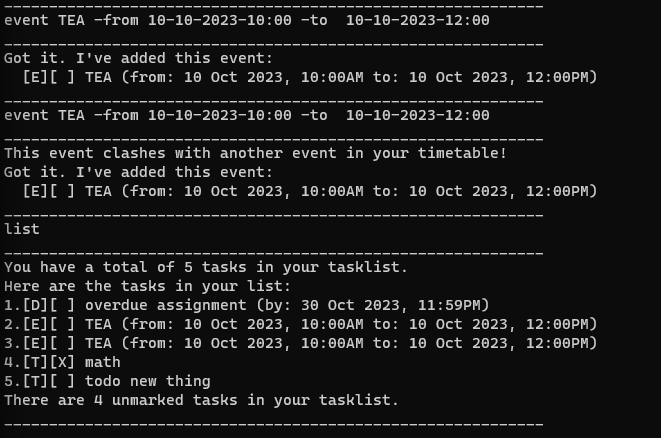 ____________________________________________________________
event TEA -from 10-10-2023-10:00 -to  10-10-2023-12:00
____________________________________________________________
Got it. I've added this event:
  [E][ ] TEA (from: 10 Oct 2023, 10:00AM to: 10 Oct 2023, 12:00PM)
____________________________________________________________
event TEA -from 10-10-2023-10:00 -to  10-10-2023-12:00
____________________________________________________________
This event clashes with another event in your timetable!
Got it. I've added this event:
  [E][ ] TEA (from: 10 Oct 2023, 10:00AM to: 10 Oct 2023, 12:00PM)
____________________________________________________________
list
____________________________________________________________
You have a total of 5 tasks in your tasklist.
Here are the tasks in your list:
1.[D][ ] overdue assignment (by: 30 Oct 2023, 11:59PM)
2.[E][ ] TEA (from: 10 Oct 2023, 10:00AM to: 10 Oct 2023, 12:00PM)
3.[E][ ] TEA (from: 10 Oct 2023, 10:00AM to: 10 Oct 2023, 12:00PM)
4.[T][X] math
5.[T][ ] todo new thing
There are 4 unmarked tasks in your tasklist.
____________________________________________________________